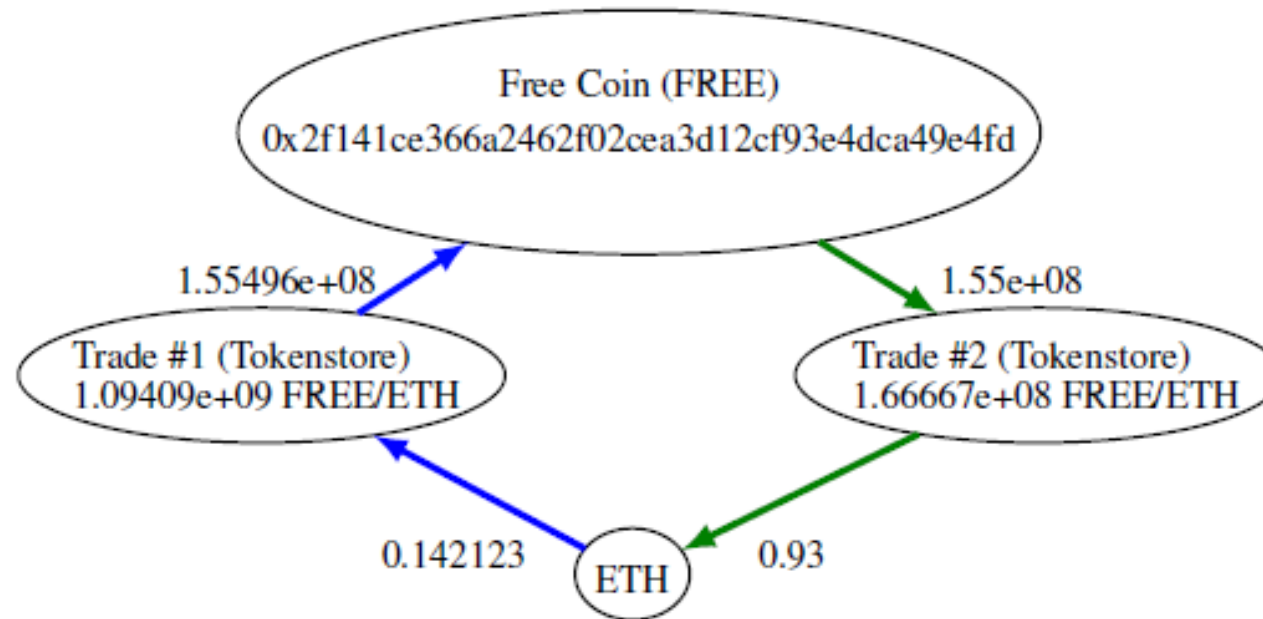 Free Coin (FREE)
0x2f141ce366a2462f02cea3d12cf93e4dca49e4fd
1.55496e+08
1.55e+08
Trade #1 (Tokenstore)
1.09409e+09 FREE/ETH
Trade #2 (Tokenstore)
1.66667e+08 FREE/ETH
0.142123
0.93
ETH